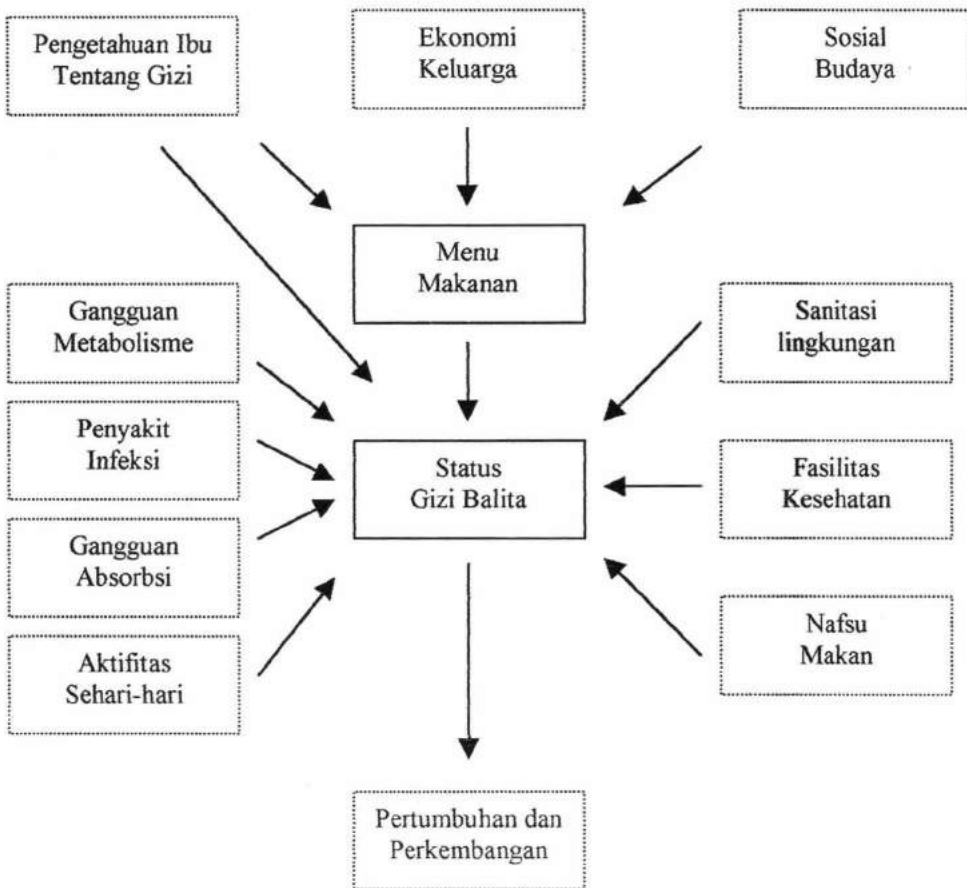 Pengetahuan Ibu
Tentang Gizi
Ekonomi
Keluarga
Sosial
Budaya
Menu
Makanan
Gangguan
Metabolisme
Sanitasi
lingkungan
Penyakit
Infeksi
Status
Gizi Balita
Fasilitas
Kesehatan
Gangguan
Absorbsi
Nafsu
Makan
Aktifitas
Sehari-hari
Pertumbuhan dan
Perkembangan